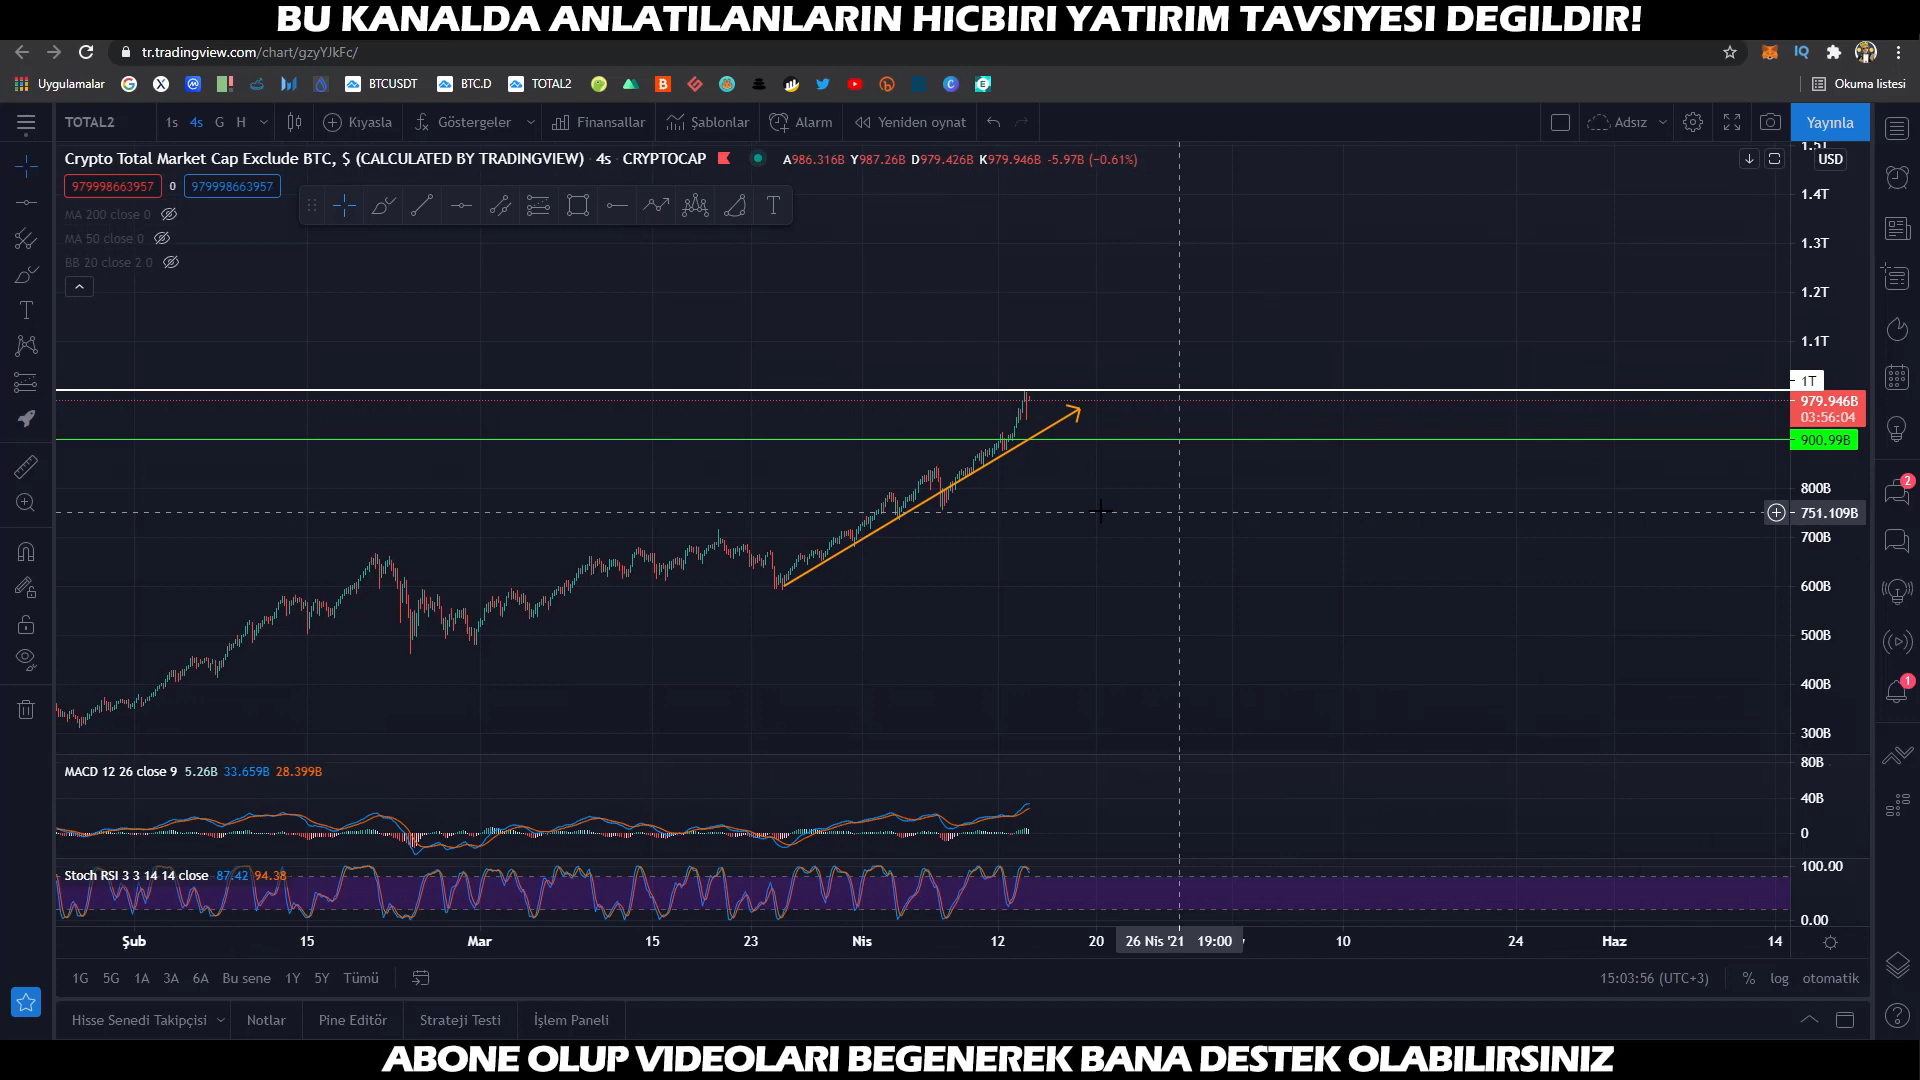 BU KANALDA ANLATILANLARIN HICBIRI YATIRIM TAVSIYESI DEGILDIR!
tr.tradingview.com/chart/gzyYJkFc/
Uygulamalar BTCUSDT BTC.D TOTAL2 Okuma listesi
TOTAL2 1s 4s G H Kıyasla Göstergeler Finansallar Şablonlar Alarm Yeniden oynat Adsız Yayınla
Crypto Total Market Cap Exclude BTC, $ (CALCULATED BY TRADINGVIEW) · 4s · CRYPTOCAP A986.316B Y987.26B D979.426B K979.946B -5.97B (−0.61%)
USD
979998663957 0 979998663957
MA 200 close 0
MA 50 close 0
BB 20 close 2 0
1.5T
1.4T
1.3T
1.2T
1.1T
1T
979.946B
03:56:04
900.99B
800B
751.109B
700B
600B
500B
400B
300B
2
1
MACD 12 26 close 9 5.26B 33.659B 28.399B
80B
40B
0
Stoch RSI 3 3 14 14 close 87.42 94.38
100.00
0.00
Şub 15 Mar 15 23 Nis 12 20 26 Nis '21 19:00 10 24 Haz 14
1G 5G 1A 3A 6A Bu sene 1Y 5Y Tümü 15:03:56 (UTC+3) % log otomatik
Hisse Senedi Takipçisi Notlar Pine Editör Strateji Testi İşlem Paneli
ABONE OLUP VIDEOLARI BEGENEREK BANA DESTEK OLABILIRSINIZ